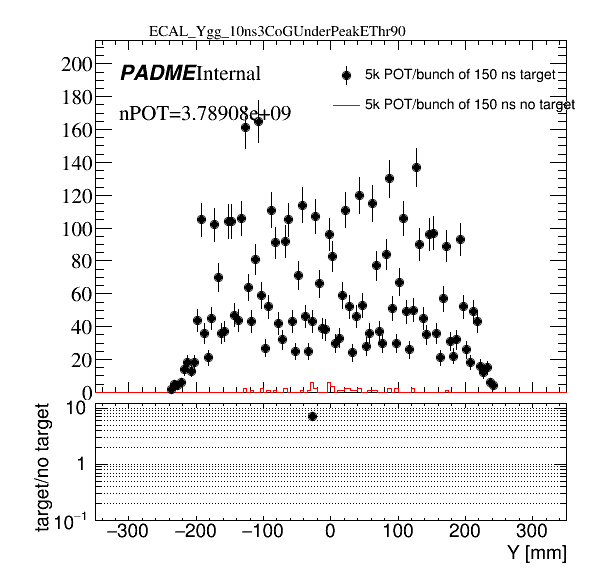 ECAL_Ygg_10ns3CoGUnderPeakEThr90
PADME Internal
5k POT/bunch of 150 ns target
5k POT/bunch of 150 ns no target
nPOT=3.78908e+09
200
180
160
140
120
100
80
60
40
20
0
target/no target
10
1
10−1
−300 −200 −100 0 100 200 300
Y [mm]